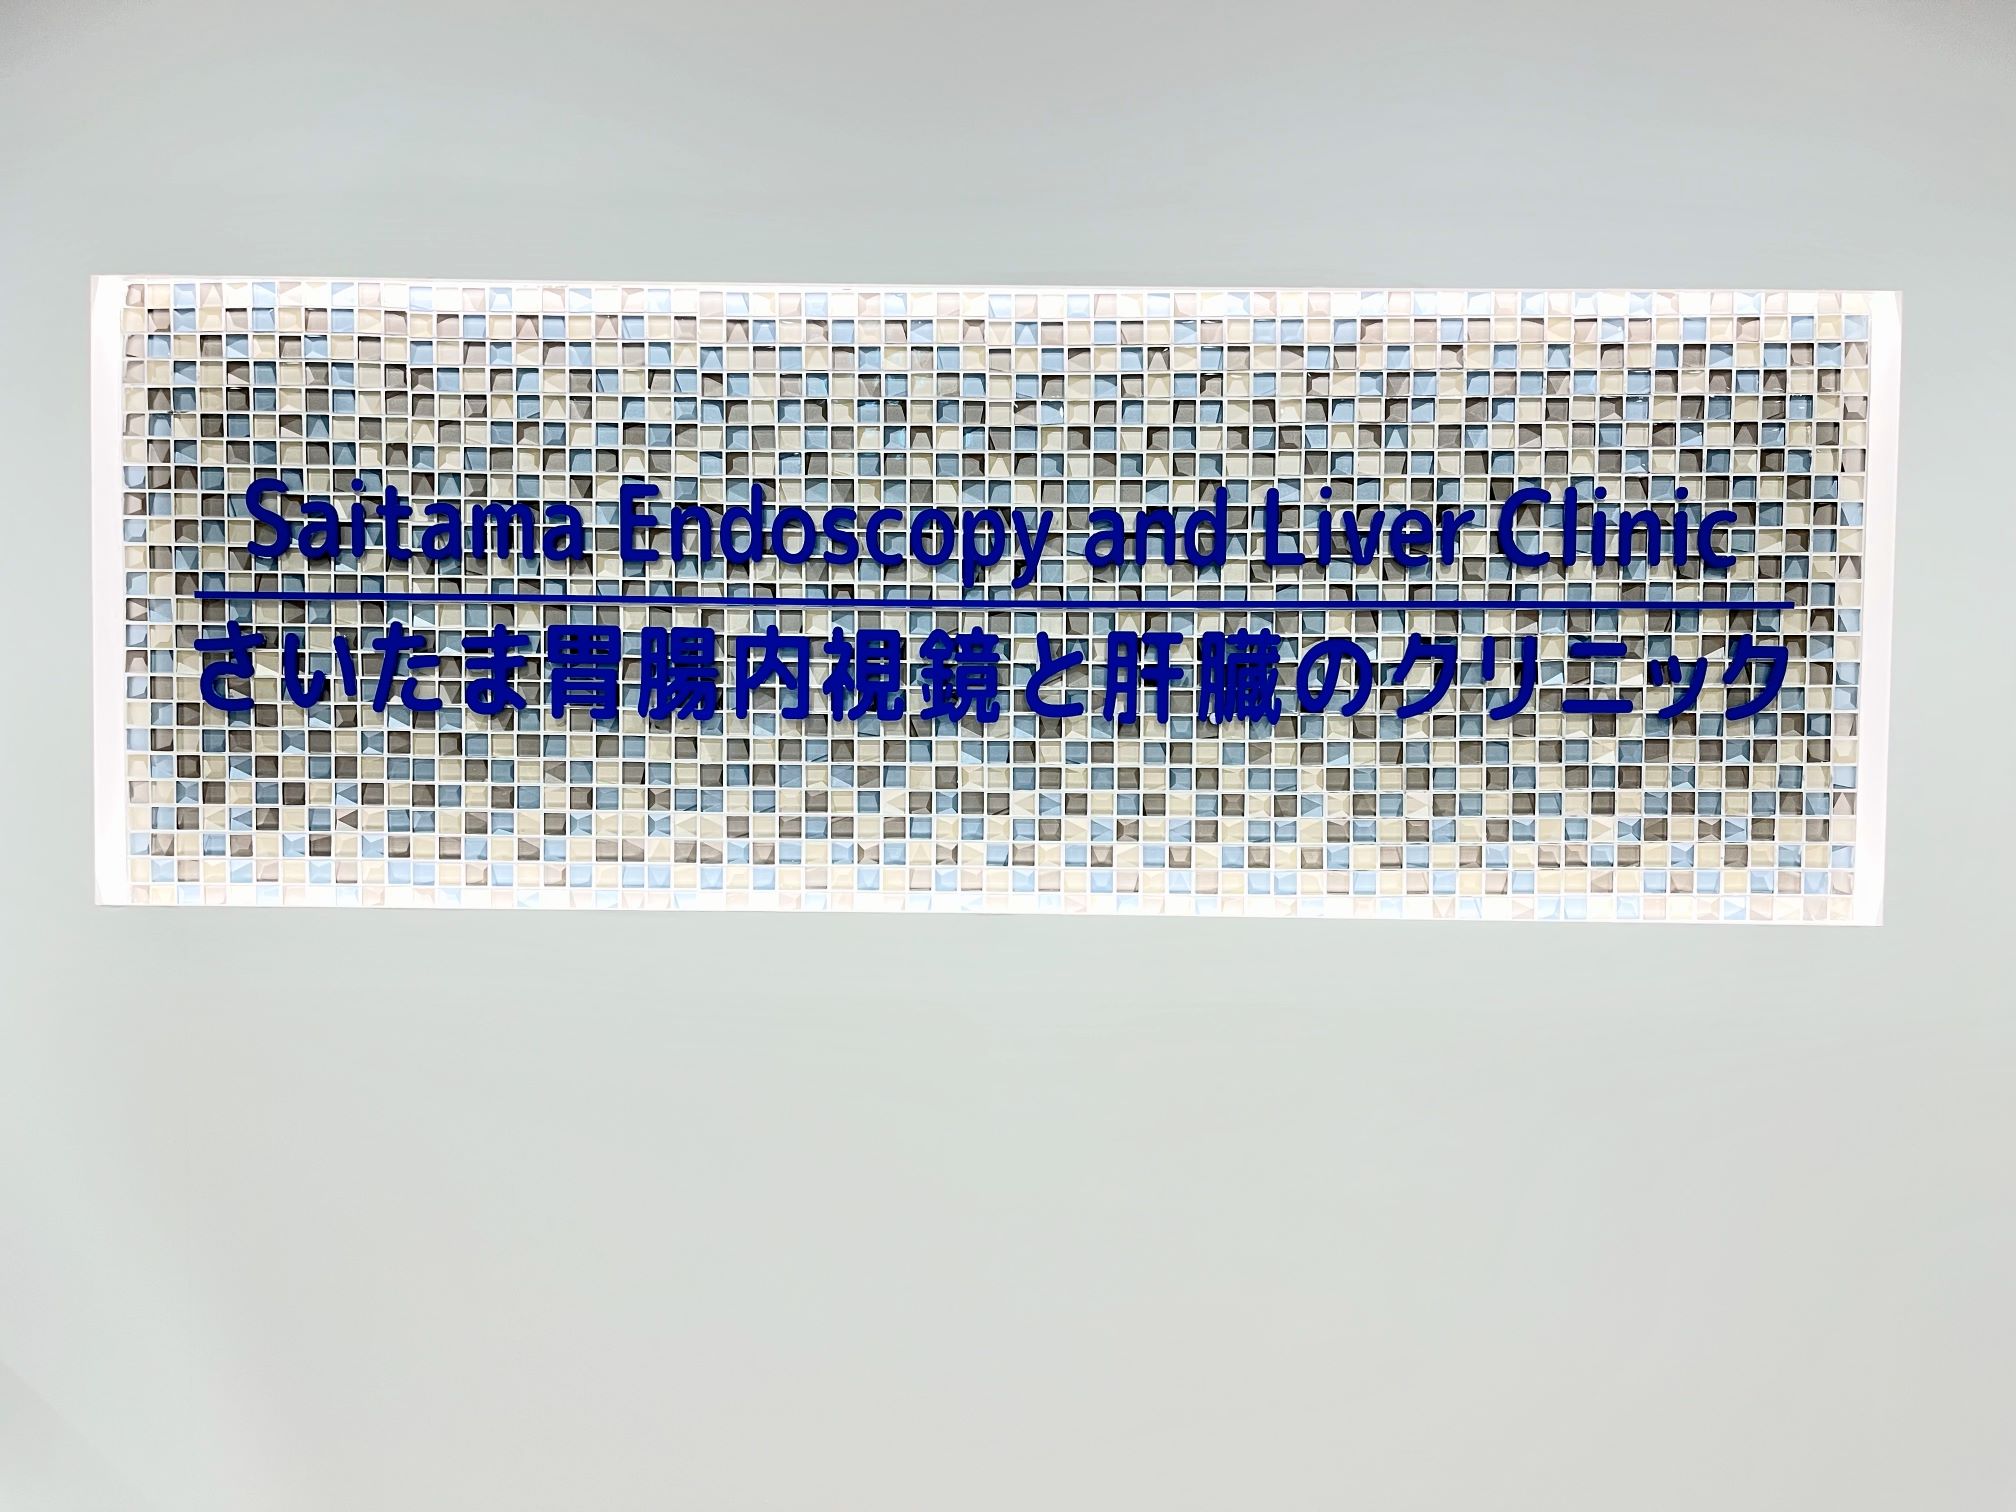 Saitama Endoscopy and Liver Clinic
さいたま胃腸内視鏡と肝臓のクリニック